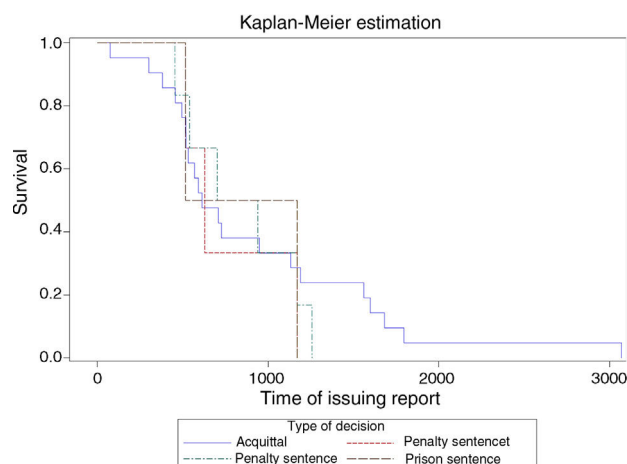 Kaplan-Meier estimation
Survival
1.0
0.8
0.6
0.4
0.2
0.0
0 1000 2000 3000
Time of issuing report
Type of decision
Acquittal Penalty sentencet
Penalty sentence Prison sentence